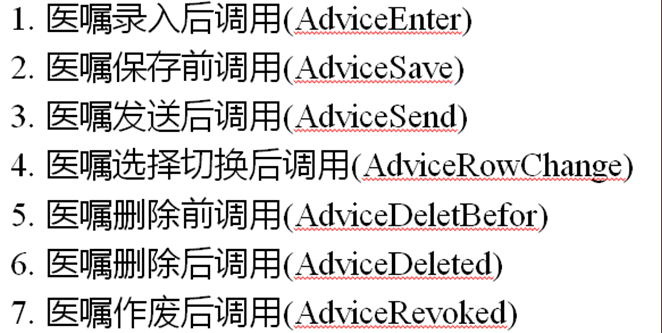 1. 医嘱录入后调用(AdviceEnter)
2. 医嘱保存前调用(AdviceSave)
3. 医嘱发送后调用(AdviceSend)
4. 医嘱选择切换后调用(AdviceRowChange)
5. 医嘱删除前调用(AdviceDeletBefor)
6. 医嘱删除后调用(AdviceDeleted)
7. 医嘱作废后调用(AdviceRevoked)